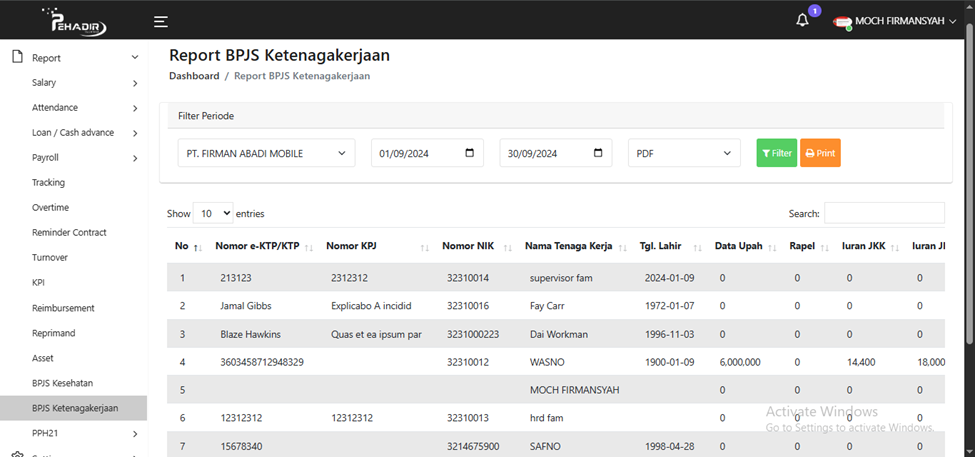 PEHADIR
1
MOCH FIRMANSYAH
Report
Salary
Attendance
Loan / Cash advance
Payroll
Tracking
Overtime
Reminder Contract
Turnover
KPI
Reimbursement
Reprimand
Asset
BPJS Kesehatan
BPJS Ketenagakerjaan
PPH21
Report BPJS Ketenagakerjaan
Dashboard / Report BPJS Ketenagakerjaan
Filter Periode
PT. FIRMAN ABADI MOBILE 01/09/2024 30/09/2024 PDF Filter Print
Show 10 entries Search:
No Nomor e-KTP/KTP Nomor KPJ Nomor NIK Nama Tenaga Kerja Tgl. Lahir Data Upah Rapel Iuran JKK Iuran
1 213123 2312312 32310014 supervisor fam 2024-01-09 0 0 0 0
2 Jamal Gibbs Explicabo A incidid 32310016 Fay Carr 1972-01-07 0 0 0 0
3 Blaze Hawkins Quas et ea ipsum par 3231000223 Dai Workman 1996-11-03 0 0 0 0
4 3603458712948329 32310012 WASNO 1900-01-09 6,000,000 0 14,400 18,000
5 MOCH FIRMANSYAH 0 0 0 0
6 12312312 12312312 32310013 hrd fam 0 0 0 0
7 15678340 3214675900 SAFNO 1998-04-28 0 0 0 0
Activate Windows
Go to Settings to activate Windows.